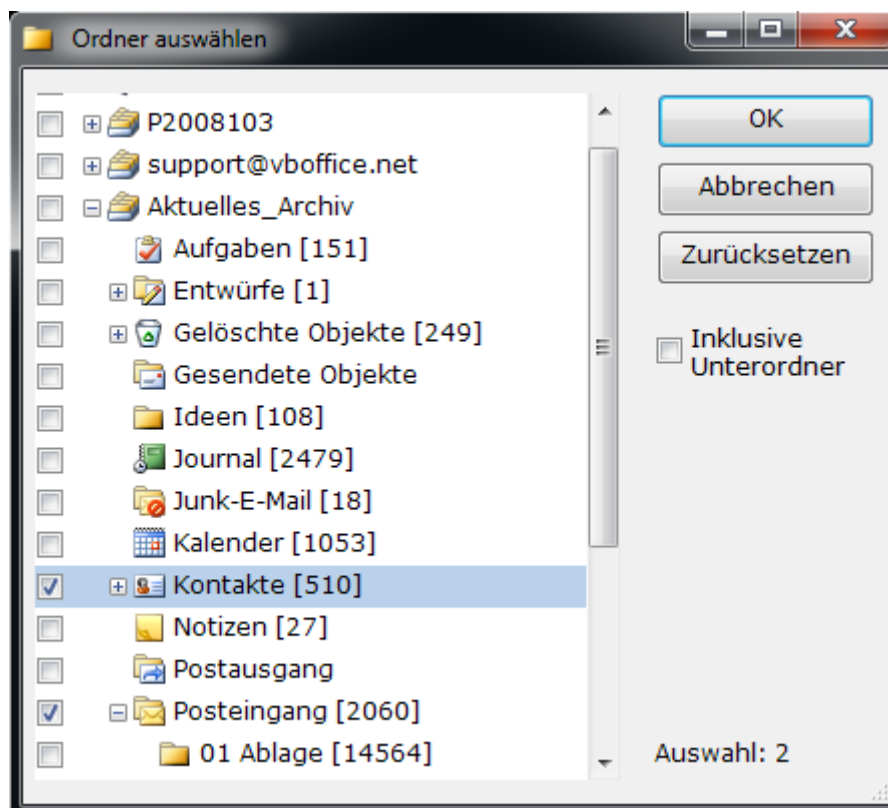 Ordner auswählen
P2008103
support@vboffice.net
Aktuelles_Archiv
Aufgaben [151]
Entwürfe [1]
Gelöschte Objekte [249]
Gesendete Objekte
Ideen [108]
Journal [2479]
Junk-E-Mail [18]
Kalender [1053]
Kontakte [510]
Notizen [27]
Postausgang
Posteingang [2060]
01 Ablage [14564]
OK
Abbrechen
Zurücksetzen
Inklusive
Unterordner
Auswahl: 2